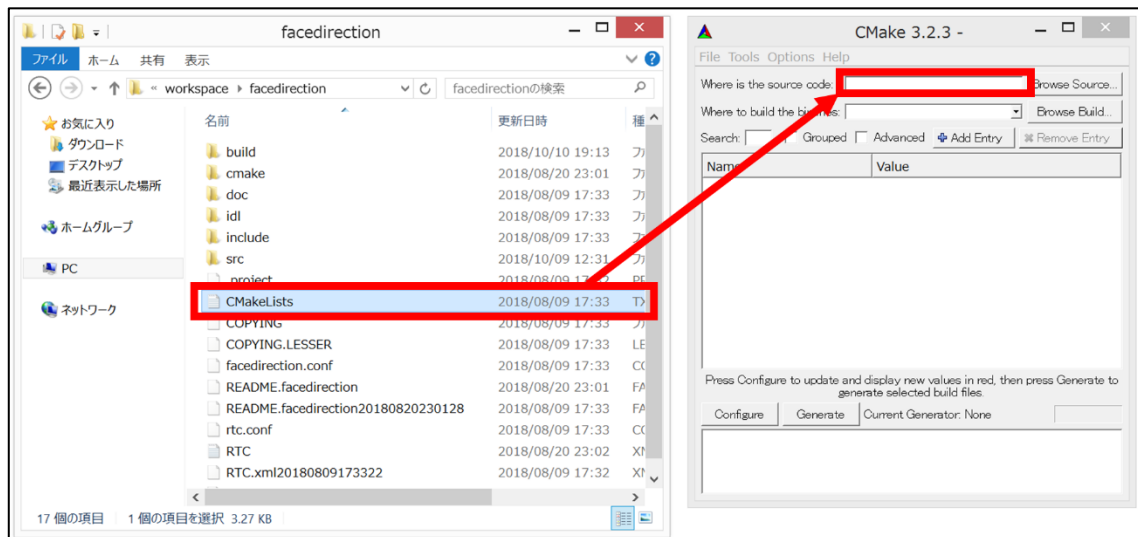 facedirection
ファイル ホーム 共有 表示
« workspace facedirection
facedirectionの検索
お気に入り
ダウンロード
デスクトップ
最近表示した場所
ホームグループ
PC
ネットワーク
名前 更新日時 種
build 2018/10/10 19:13
cmake 2018/08/20 23:01
doc 2018/08/09 17:33
idl 2018/08/09 17:33
include 2018/08/09 17:33
src 2018/10/09 12:31
.project 2018/08/09
CMakeLists 2018/08/09 17:33
COPYING 2018/08/09 17:33
COPYING.LESSER 2018/08/09 17:33 LE
facedirection.conf 2018/08/09 17:33
README.facedirection 2018/08/20 23:01 FA
README.facedirection20180820230128 2018/08/09 17:33 FA
rtc.conf 2018/08/09 17:33
RTC 2018/08/20 23:02
RTC.xml20180809173322 2018/08/09 17:32
17 個の項目 1 個の項目を選択 3.27 KB
CMake 3.2.3 -
File Tools Options Help
Where is the source code: Browse Source...
Where to build the binaries: Browse Build...
Search: Grouped Advanced Add Entry Remove Entry
Name Value
Press Configure to update and display new values in red, then press Generate to
generate selected build files.
Configure Generate Current Generator: None